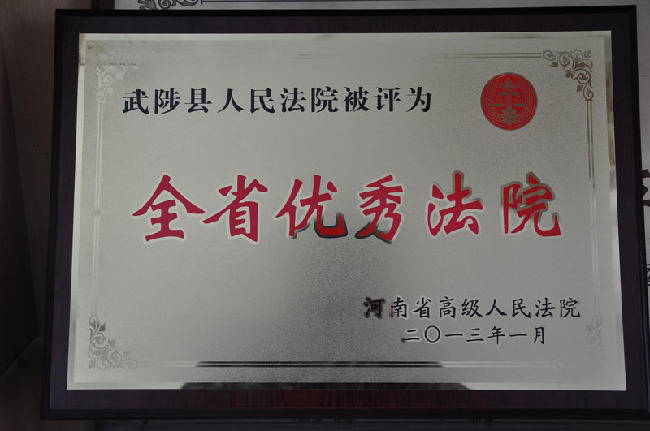 武陟县人民法院被评为
全省优秀法院
河南省高级人民法院
二〇一三年一月